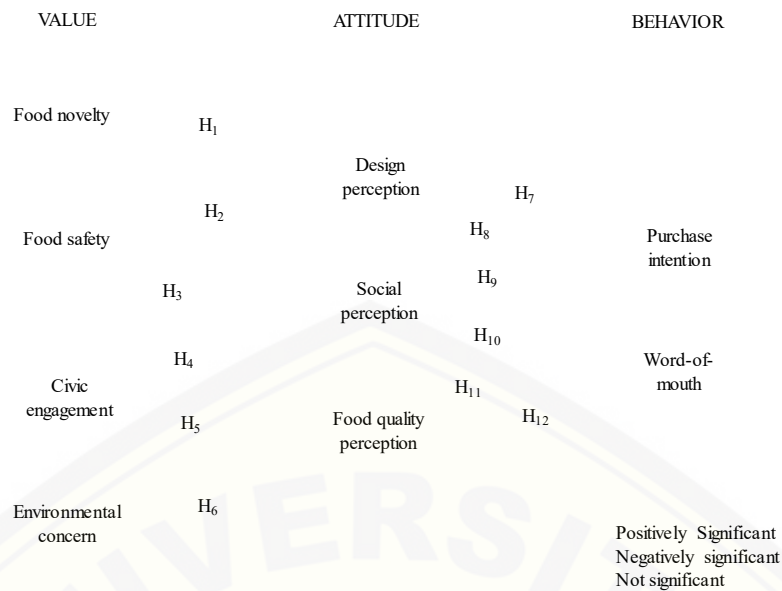 VALUE ATTITUDE BEHAVIOR
Food novelty
H1
Design
perception
H7
H2
H8
Food safety
Purchase
intention
H9
H3
Social
perception
H10
H4
Word-of-
mouth
Civic
engagement
H11
H5
Food quality
perception
H12
H6
Environmental
concern
Positively Significant
Negatively significant
Not significant
UNIVERSIT